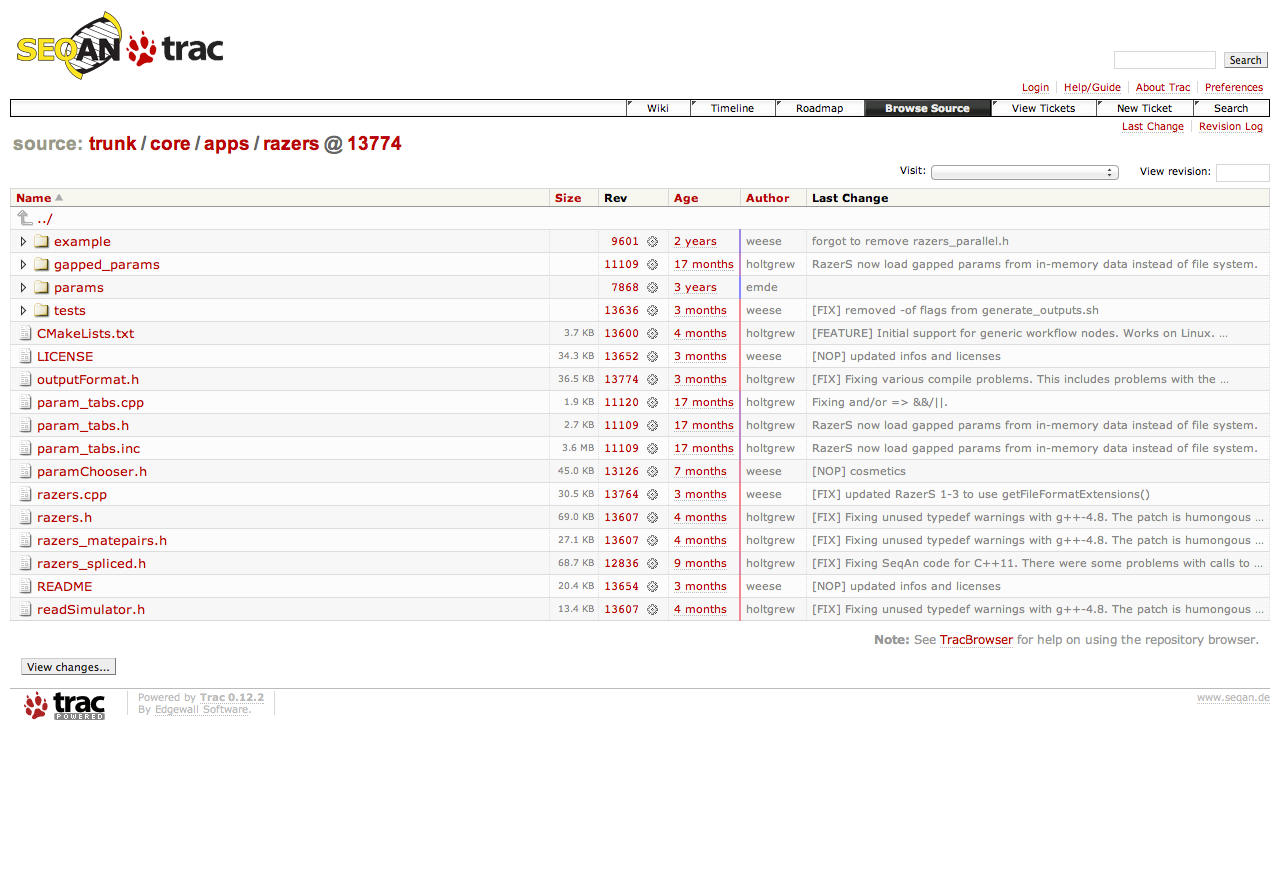 SEQAN trac
Search
Login Help/Guide About Trac Preferences
Wiki Timeline Roadmap Browse Source View Tickets New Ticket Search
Last Change Revision Log
source: trunk / core / apps / razers @ 13774
Visit: View revision:
Name Size Rev Age Author Last Change
../
example 9601 2 years weese forgot to remove razers_parallel.h
gapped_params 11109 17 months holtgrew RazerS now load gapped params from in-memory data instead of file system.
params 7868 3 years emde
tests 13636 3 months weese [FIX] removed -of flags from generate_outputs.sh
CMakeLists.txt 3.7 KB 13600 4 months holtgrew [FEATURE] Initial support for generic workflow nodes. Works on Linux. ...
LICENSE 34.3 KB 13652 3 months weese [NOP] updated infos and licenses
outputFormat.h 36.5 KB 13774 3 months holtgrew [FIX] Fixing various compile problems. This includes problems with the ...
param_tabs.cpp 1.9 KB 11120 17 months holtgrew Fixing and/or => &&/||.
param_tabs.h 2.7 KB 11109 17 months holtgrew RazerS now load gapped params from in-memory data instead of file system.
param_tabs.inc 3.6 MB 11109 17 months holtgrew RazerS now load gapped params from in-memory data instead of file system.
paramChooser.h 45.0 KB 13126 7 months weese [NOP] cosmetics
razers.cpp 30.5 KB 13764 3 months weese [FIX] updated RazerS 1-3 to use getFileFormatExtensions()
razers.h 69.0 KB 13607 4 months holtgrew [FIX] Fixing unused typedef warnings with g++-4.8. The patch is humongous ...
razers_matepairs.h 27.1 KB 13607 4 months holtgrew [FIX] Fixing unused typedef warnings with g++-4.8. The patch is humongous ...
razers_spliced.h 68.7 KB 12836 9 months holtgrew [FIX] Fixing SeqAn code for C++11. There were some problems with calls to ...
README 20.4 KB 13654 3 months weese [NOP] updated infos and licenses
readSimulator.h 13.4 KB 13607 4 months holtgrew [FIX] Fixing unused typedef warnings with g++-4.8. The patch is humongous ...
Note: See TracBrowser for help on using the repository browser.
View changes...
trac POWERED
Powered by Trac 0.12.2
By Edgewall Software.
www.seqan.de